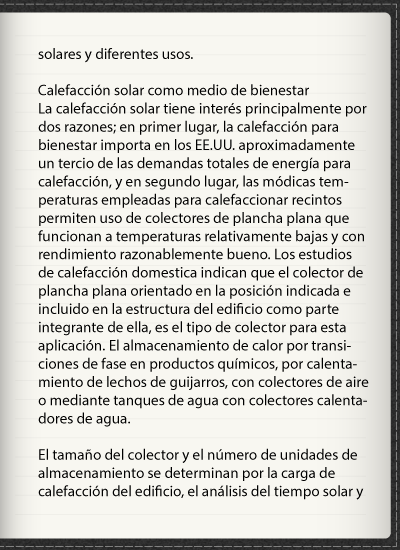 solares y diferentes usos.
Calefacción solar como medio de bienestar
La calefacción solar tiene interés principalmente por
dos razones; en primer lugar, la calefacción para
bienestar importa en los EE.UU. aproximadamente
un tercio de las demandas totales de energía para
calefacción, y en segundo lugar, las módicas tem-
peraturas empleadas para calefaccionar recintos
permiten uso de colectores de plancha plana que
funcionan a temperaturas relativamente bajas y con
rendimiento razonablemente bueno. Los estudios
de calefacción domestica indican que el colector de
plancha plana orientado en la posición indicada e
incluido en la estructura del edificio como parte
integrante de ella, es el tipo de colector para esta
aplicación. El almacenamiento de calor por transi-
ciones de fase en productos químicos, por calenta-
miento de lechos de guijarros, con colectores de aire
o mediante tanques de agua con colectores calenta-
dores de agua.
El tamaño del colector y el número de unidades de
almacenamiento se determinan por la carga de
calefacción del edificio, el análisis del tiempo solar y